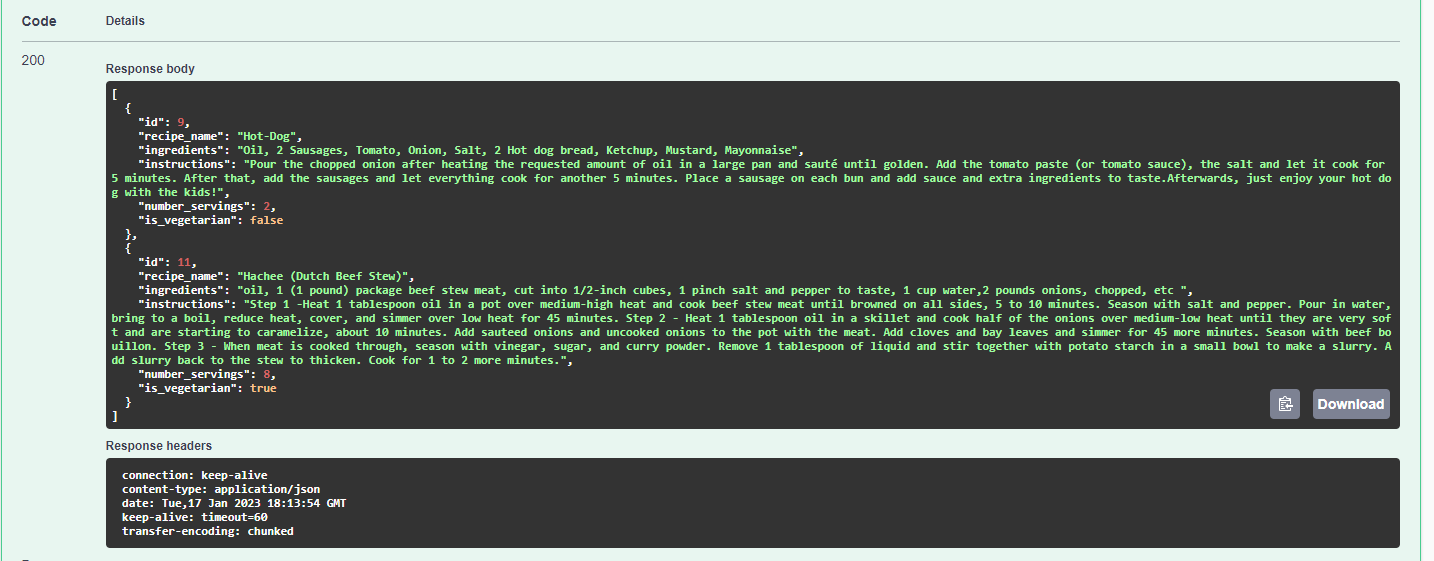 Code Details
200
Response body
[
{
"id": 9,
"recipe_name": "Hot-Dog",
"ingredients": "Oil, 2 Sausages, Tomato, Onion, Salt, 2 Hot dog bread, Ketchup, Mustard, Mayonnaise",
"instructions": "Pour the chopped onion after heating the requested amount of oil in a large pan and sauté until golden. Add the tomato paste (or tomato sauce), the salt and let it cook for
5 minutes. After that, add the sausages and let everything cook for another 5 minutes. Place a sausage on each bun and add sauce and extra ingredients to taste.Afterwards, just enjoy your hot do
g with the kids!",
"number_servings": 2,
"is_vegetarian": false
},
{
"id": 11,
"recipe_name": "Hachee (Dutch Beef Stew)",
"ingredients": "oil, 1 (1 pound) package beef stew meat, cut into 1/2-inch cubes, 1 pinch salt and pepper to taste, 1 cup water,2 pounds onions, chopped, etc ",
"instructions": "Step 1 -Heat 1 tablespoon oil in a pot over medium-high heat and cook beef stew meat until browned on all sides, 5 to 10 minutes. Season with salt and pepper. Pour in water,
bring to a boil, reduce heat, cover, and simmer over low heat for 45 minutes. Step 2 - Heat 1 tablespoon oil in a skillet and cook half of the onions over medium-low heat until they are very sof
t and are starting to caramelize, about 10 minutes. Add sauteed onions and uncooked onions to the pot with the meat. Add cloves and bay leaves and simmer for 45 more minutes. Season with beef bo
uillon. Step 3 - When meat is cooked through, season with vinegar, sugar, and curry powder. Remove 1 tablespoon of liquid and stir together with potato starch in a small bowl to make a slurry. A
dd slurry back to the stew to thicken. Cook for 1 to 2 more minutes.",
"number_servings": 8,
"is_vegetarian": true
}
]
Download
Response headers
connection: keep-alive
content-type: application/json
date: Tue,17 Jan 2023 18:13:54 GMT
keep-alive: timeout=60
transfer-encoding: chunked